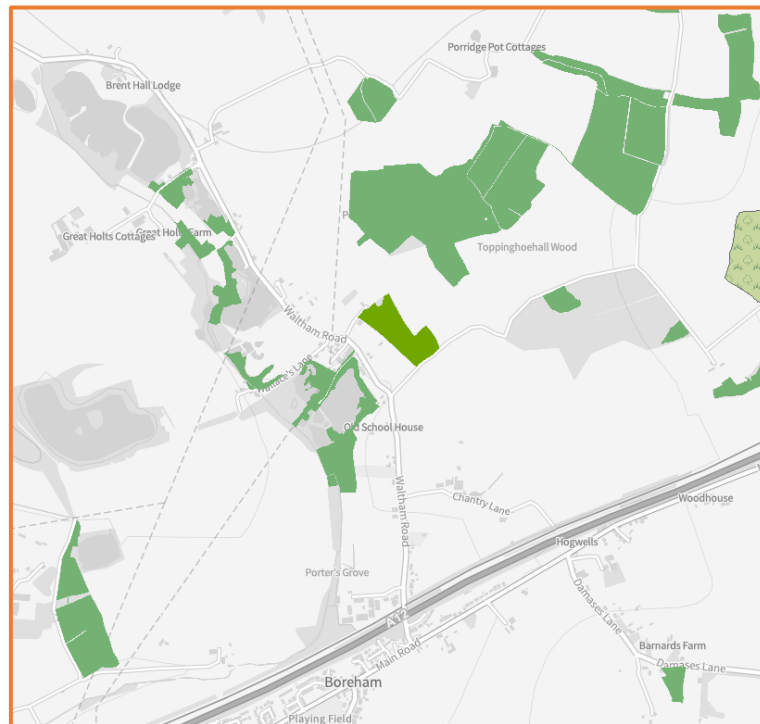 Porridge Pot Cottages
Brent Hall Lodge
Great Holts Cottages
Great Holts Farm
Toppinghoehall Wood
Waltham Road
Wallace's Lane
Old School House
Waltham Road
Chantry Lane
Woodhouse
Hogwells
Porter's Grove
A12
Main Road
Damases Lane
Barnards Farm
Damases Lane
Boreham
Playing Field